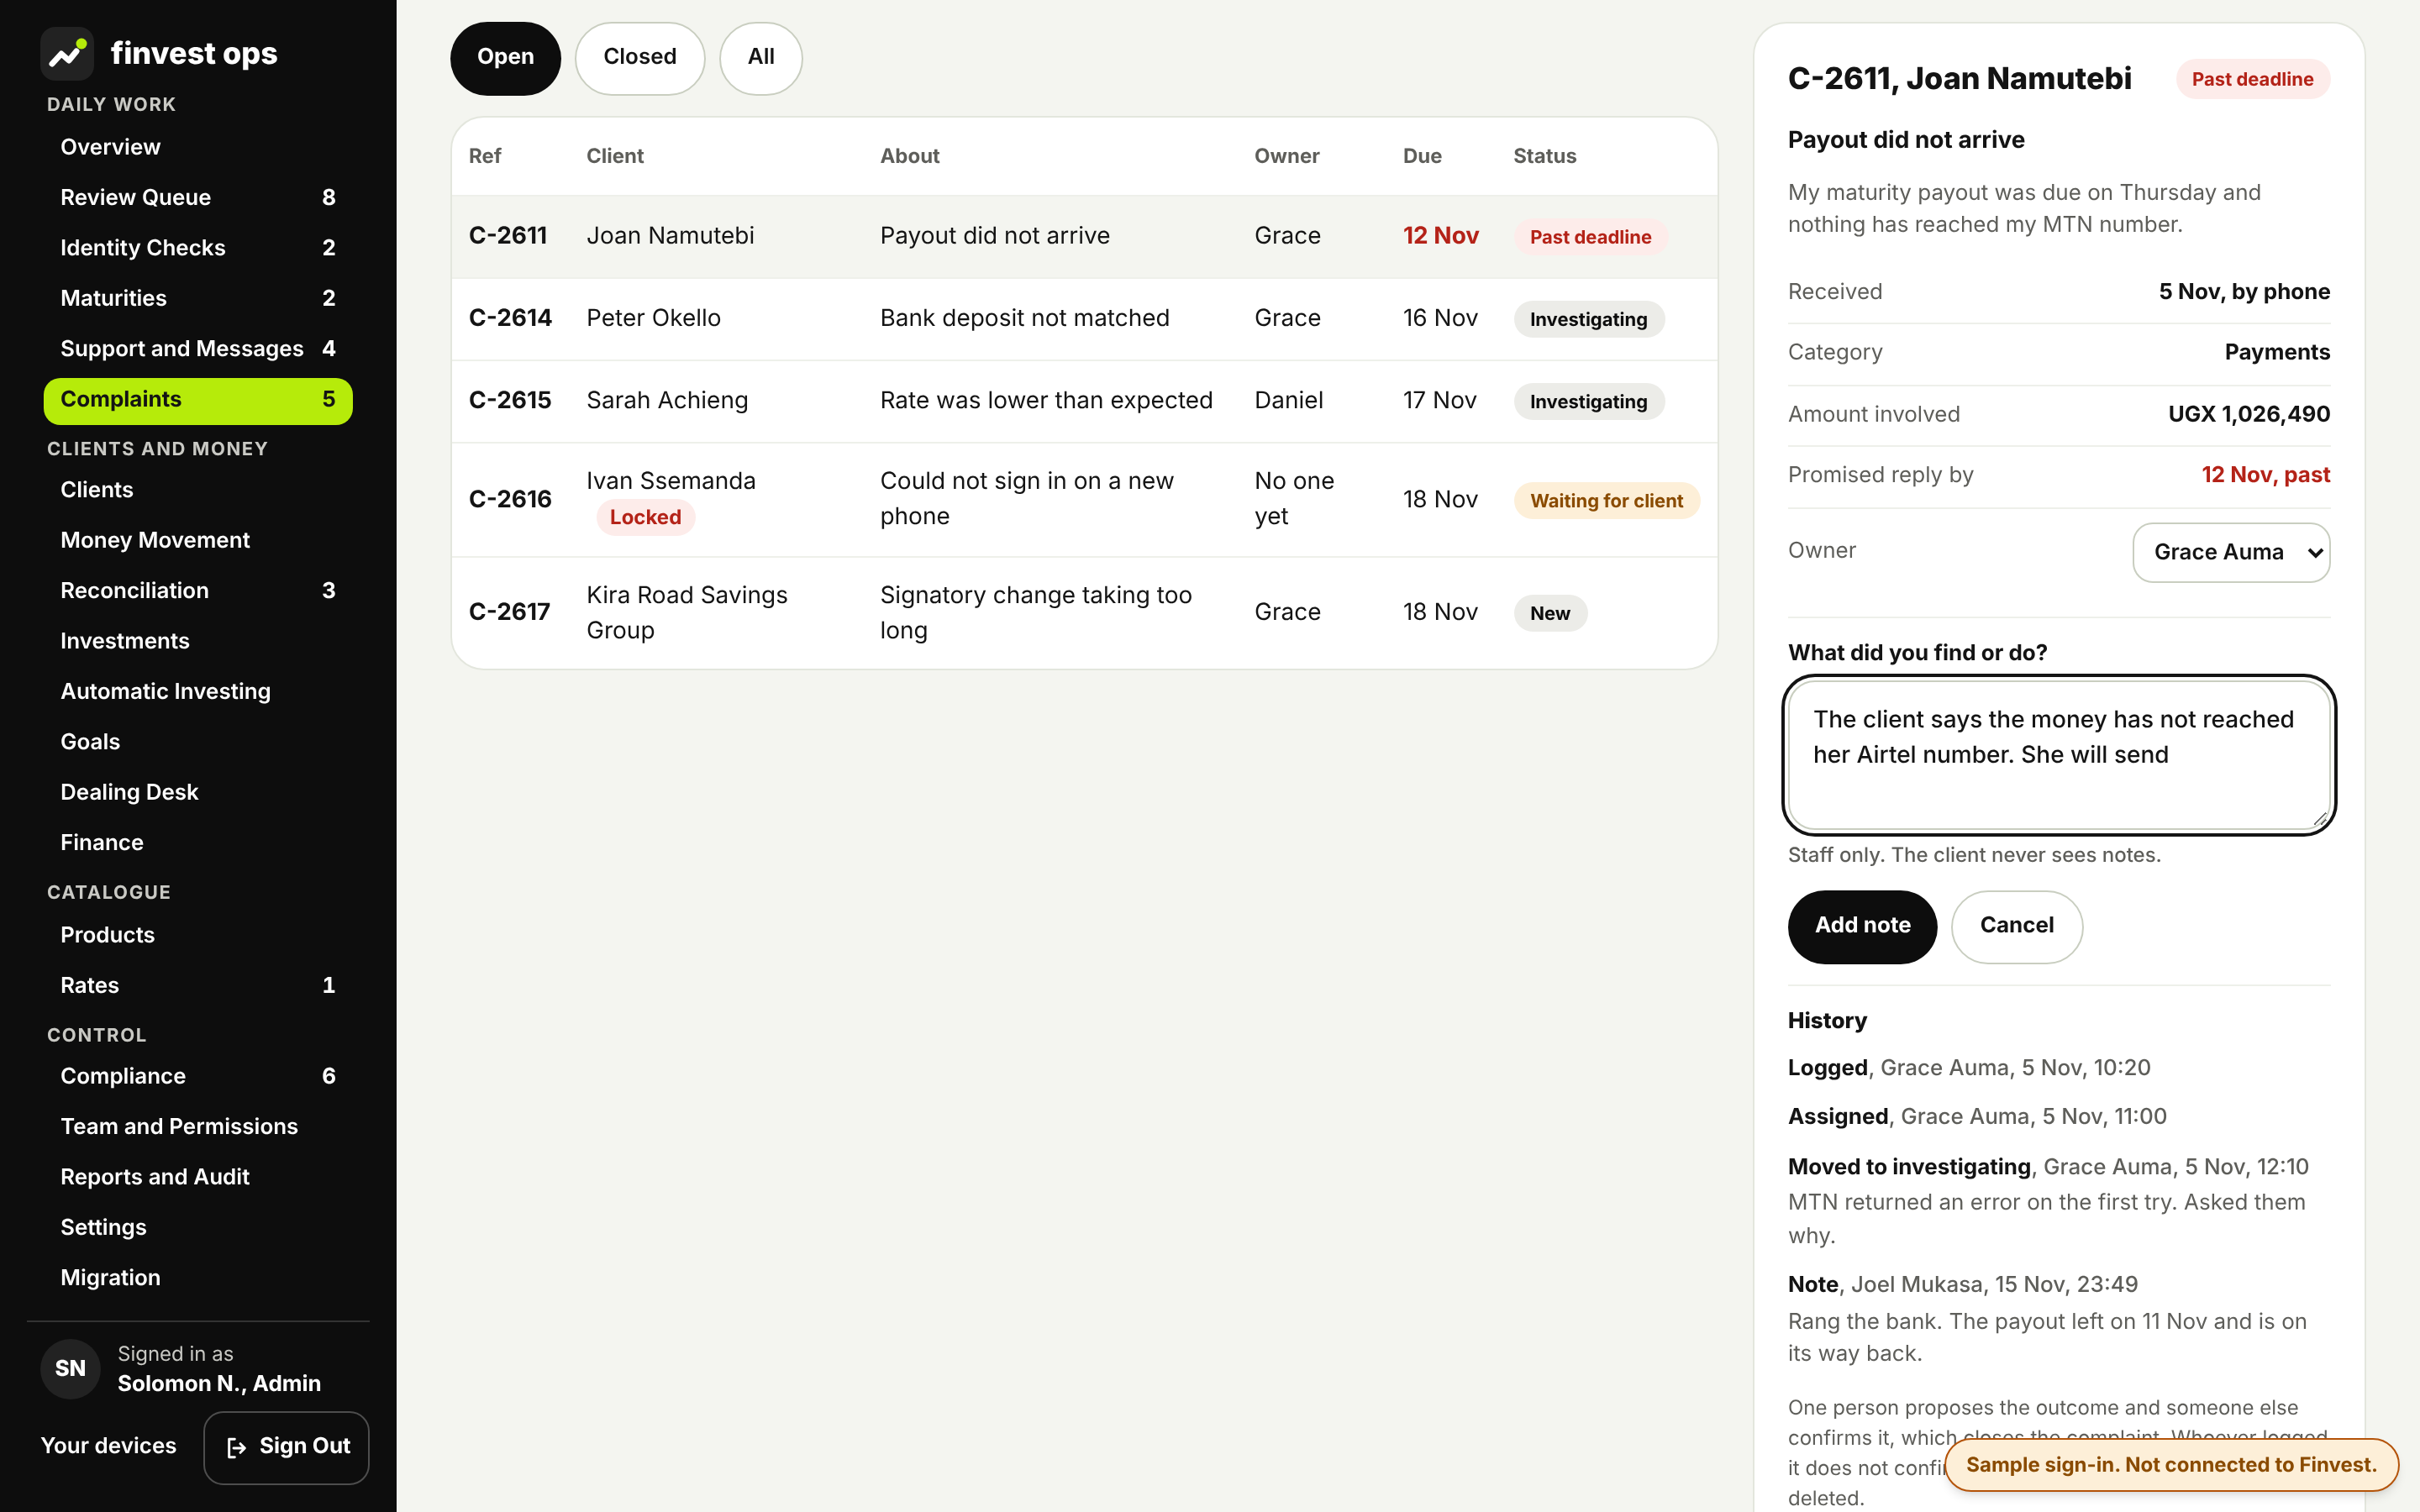 finvest ops
DAILY WORK
Overview
Review Queue 8
Identity Checks 2
Maturities 2
Support and Messages 4
Complaints 5
CLIENTS AND MONEY
Clients
Money Movement
Reconciliation 3
Investments
Automatic Investing
Goals
Dealing Desk
Finance
CATALOGUE
Products
Rates 1
CONTROL
Compliance 6
Team and Permissions
Reports and Audit
Settings
Migration
SN
Signed in as
Solomon N., Admin
Your devices
Sign Out
Open Closed All
Ref Client About Owner Due Status
C-2611 Joan Namutebi Payout did not arrive Grace 12 Nov Past deadline
C-2614 Peter Okello Bank deposit not matched Grace 16 Nov Investigating
C-2615 Sarah Achieng Rate was lower than expected Daniel 17 Nov Investigating
C-2616 Ivan Ssemanda Locked Could not sign in on a new phone No one yet 18 Nov Waiting for client
C-2617 Kira Road Savings Group Signatory change taking too long Grace 18 Nov New
C-2611, Joan Namutebi Past deadline
Payout did not arrive
My maturity payout was due on Thursday and
nothing has reached my MTN number.
Received 5 Nov, by phone
Category Payments
Amount involved UGX 1,026,490
Promised reply by 12 Nov, past
Owner Grace Auma
What did you find or do?
The client says the money has not reached
her Airtel number. She will send
Staff only. The client never sees notes.
Add note Cancel
History
Logged, Grace Auma, 5 Nov, 10:20
Assigned, Grace Auma, 5 Nov, 11:00
Moved to investigating, Grace Auma, 5 Nov, 12:10
MTN returned an error on the first try. Asked them
why.
Note, Joel Mukasa, 15 Nov, 23:49
Rang the bank. The payout left on 11 Nov and is on
its way back.
One person proposes the outcome and someone else
confirms it, which closes the complaint. Whoever logged
it does not
deleted.
Sample sign-in. Not connected to Finvest.